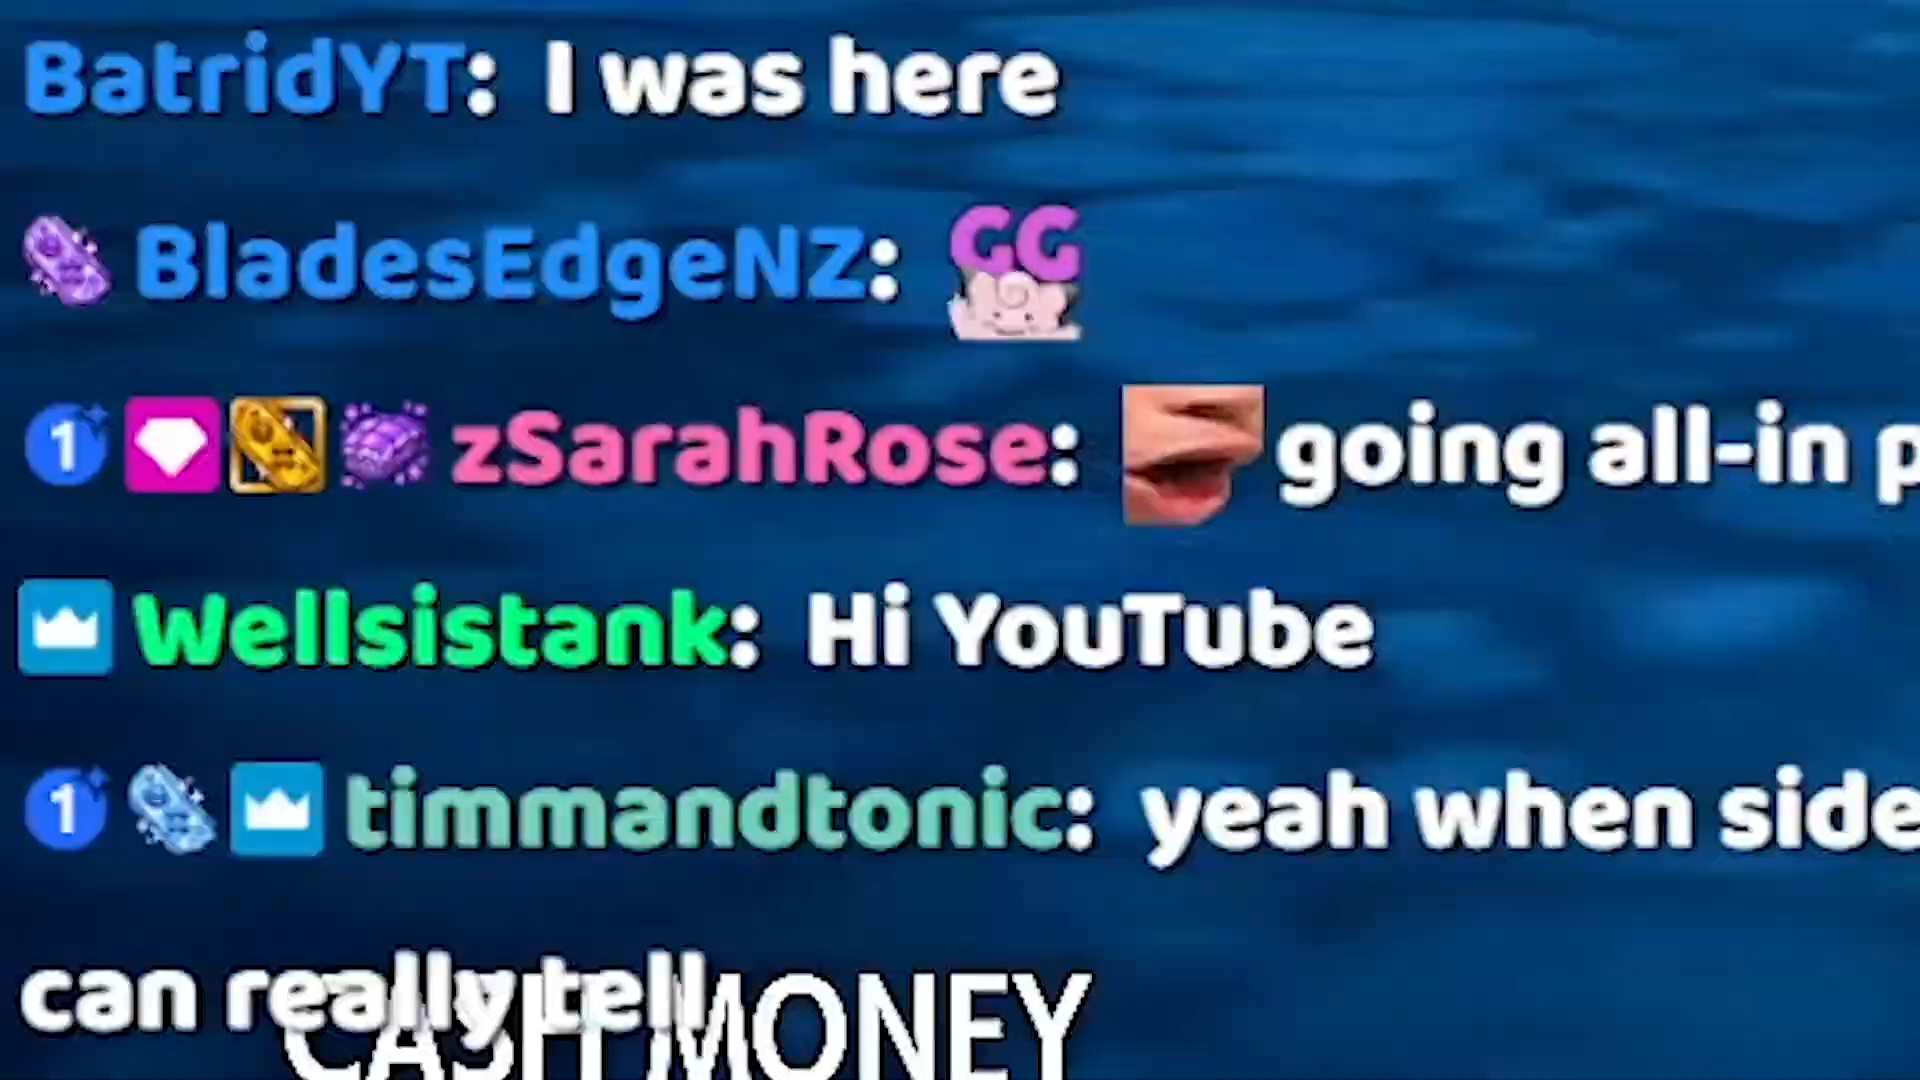 BatridYT: I was here
BladesEdgeNZ: GG
1 zSarahRose: going all-in p
Wellsistank: Hi YouTube
1 timmandtonic: yeah when side
can really tell
CASH MONEY